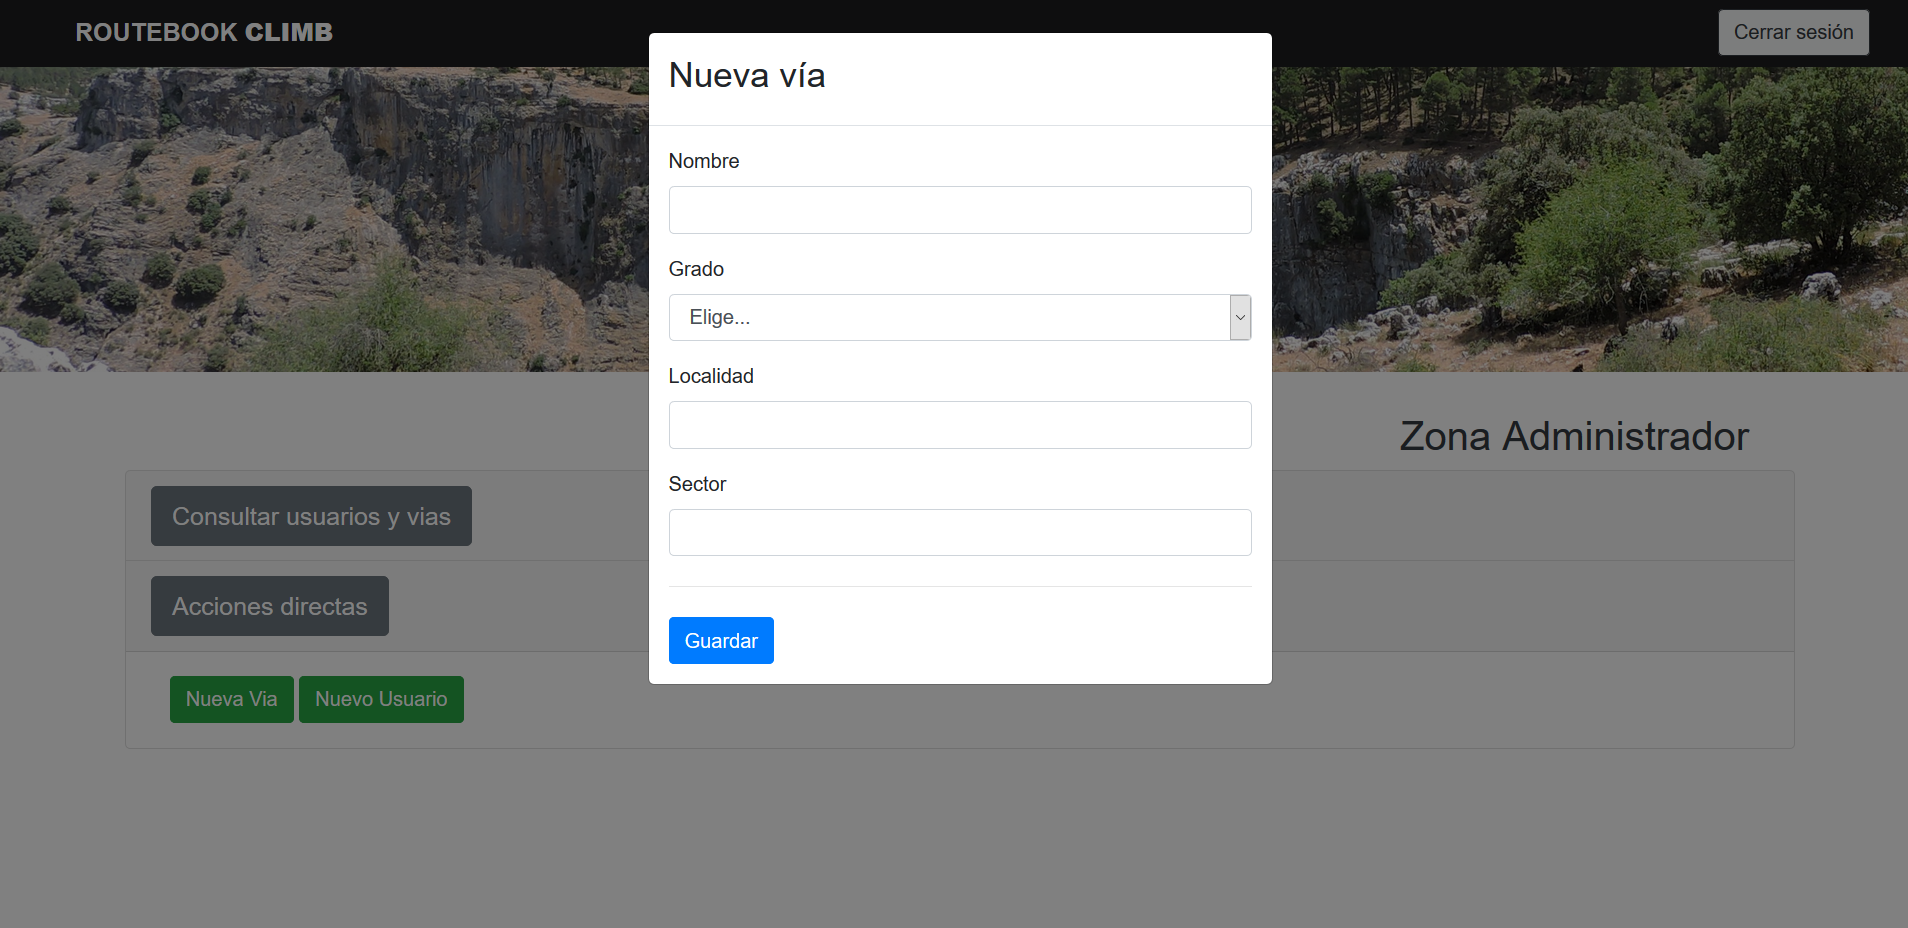 ROUTEBOOK CLIMB
Cerrar sesión
Nueva vía
Nombre
Grado
Elige...
Localidad
Sector
Guardar
Zona Administrador
Consultar usuarios y vias
Acciones directas
Nueva Via
Nuevo Usuario